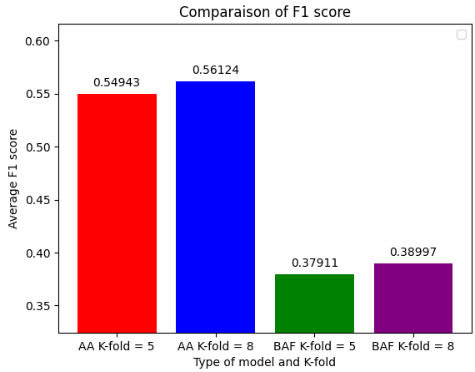 Comparaison of F1 score
0.60
0.55
0.50
0.45
0.40
0.35
Average F1 score
0.54943
0.56124
0.37911
0.38997
AA K-fold = 5
AA K-fold = 8
BAF K-fold = 5
BAF K-fold = 8
Type of model and K-fold